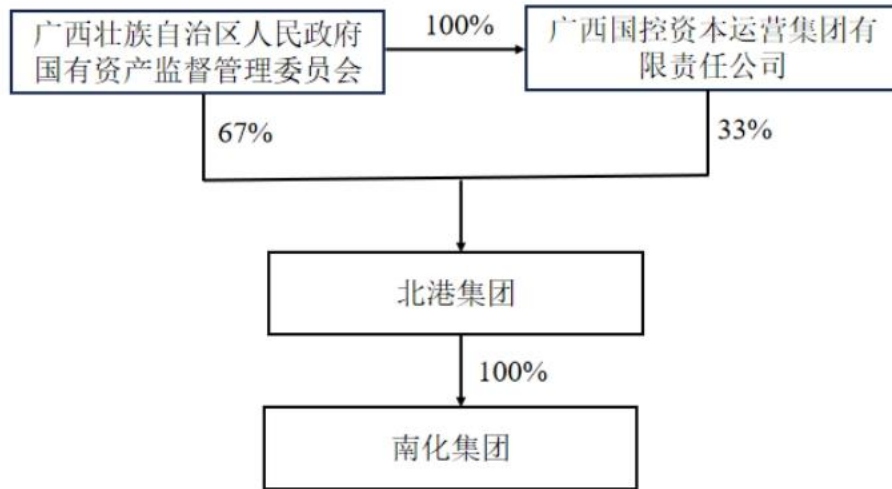 广西壮族自治区人民政府
国有资产监督管理委员会
100%
广西国控资本运营集团有
限责任公司
67%
33%
北港集团
100%
南化集团